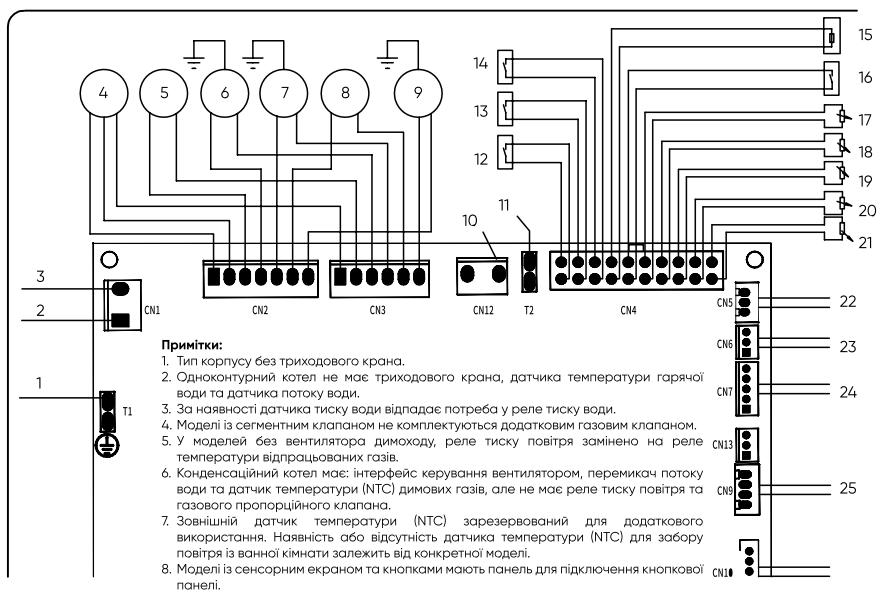 15
14
16
4
5
6
7
8
9
13
17
18
12
19
11
20
10
21
3
CN1
CN2
CN3
CN12
T2
CN4
CN5
22
2
CN6
23
Примітки:
1. Тип корпусу без триходового крана.
2. Одноконтурний котел не має триходового крана, датчика температури гарячої
води та датчика потоку води.
1
T1
CN7
24
3. За наявності датчика тиску води відпадає потреба у реле тиску води.
4. Моделі із сегментним клапаном не комплектуються додатковим газовим клапаном.
5. У моделей без вентилятора димоходу, реле тиску повітря замінено на реле
температури відпрацьованих газів.
CN13
6. Конденсаційний котел має: інтерфейс керування вентилятором, перемикач потоку
води та датчик температури (NTC) димових газів, але не має реле тиску повітря та
газового пропорційного клапана.
CN9
25
7. Зовнішній датчик температури (NTC) зарезервований для додаткового
використання. Наявність або відсутність датчика температури (NTC) для забору
повітря із ванної кімнати залежить від конкретної моделі.
8. Моделі із сенсорним екраном та кнопками мають панель для підключення кнопкової
панелі.
CN10